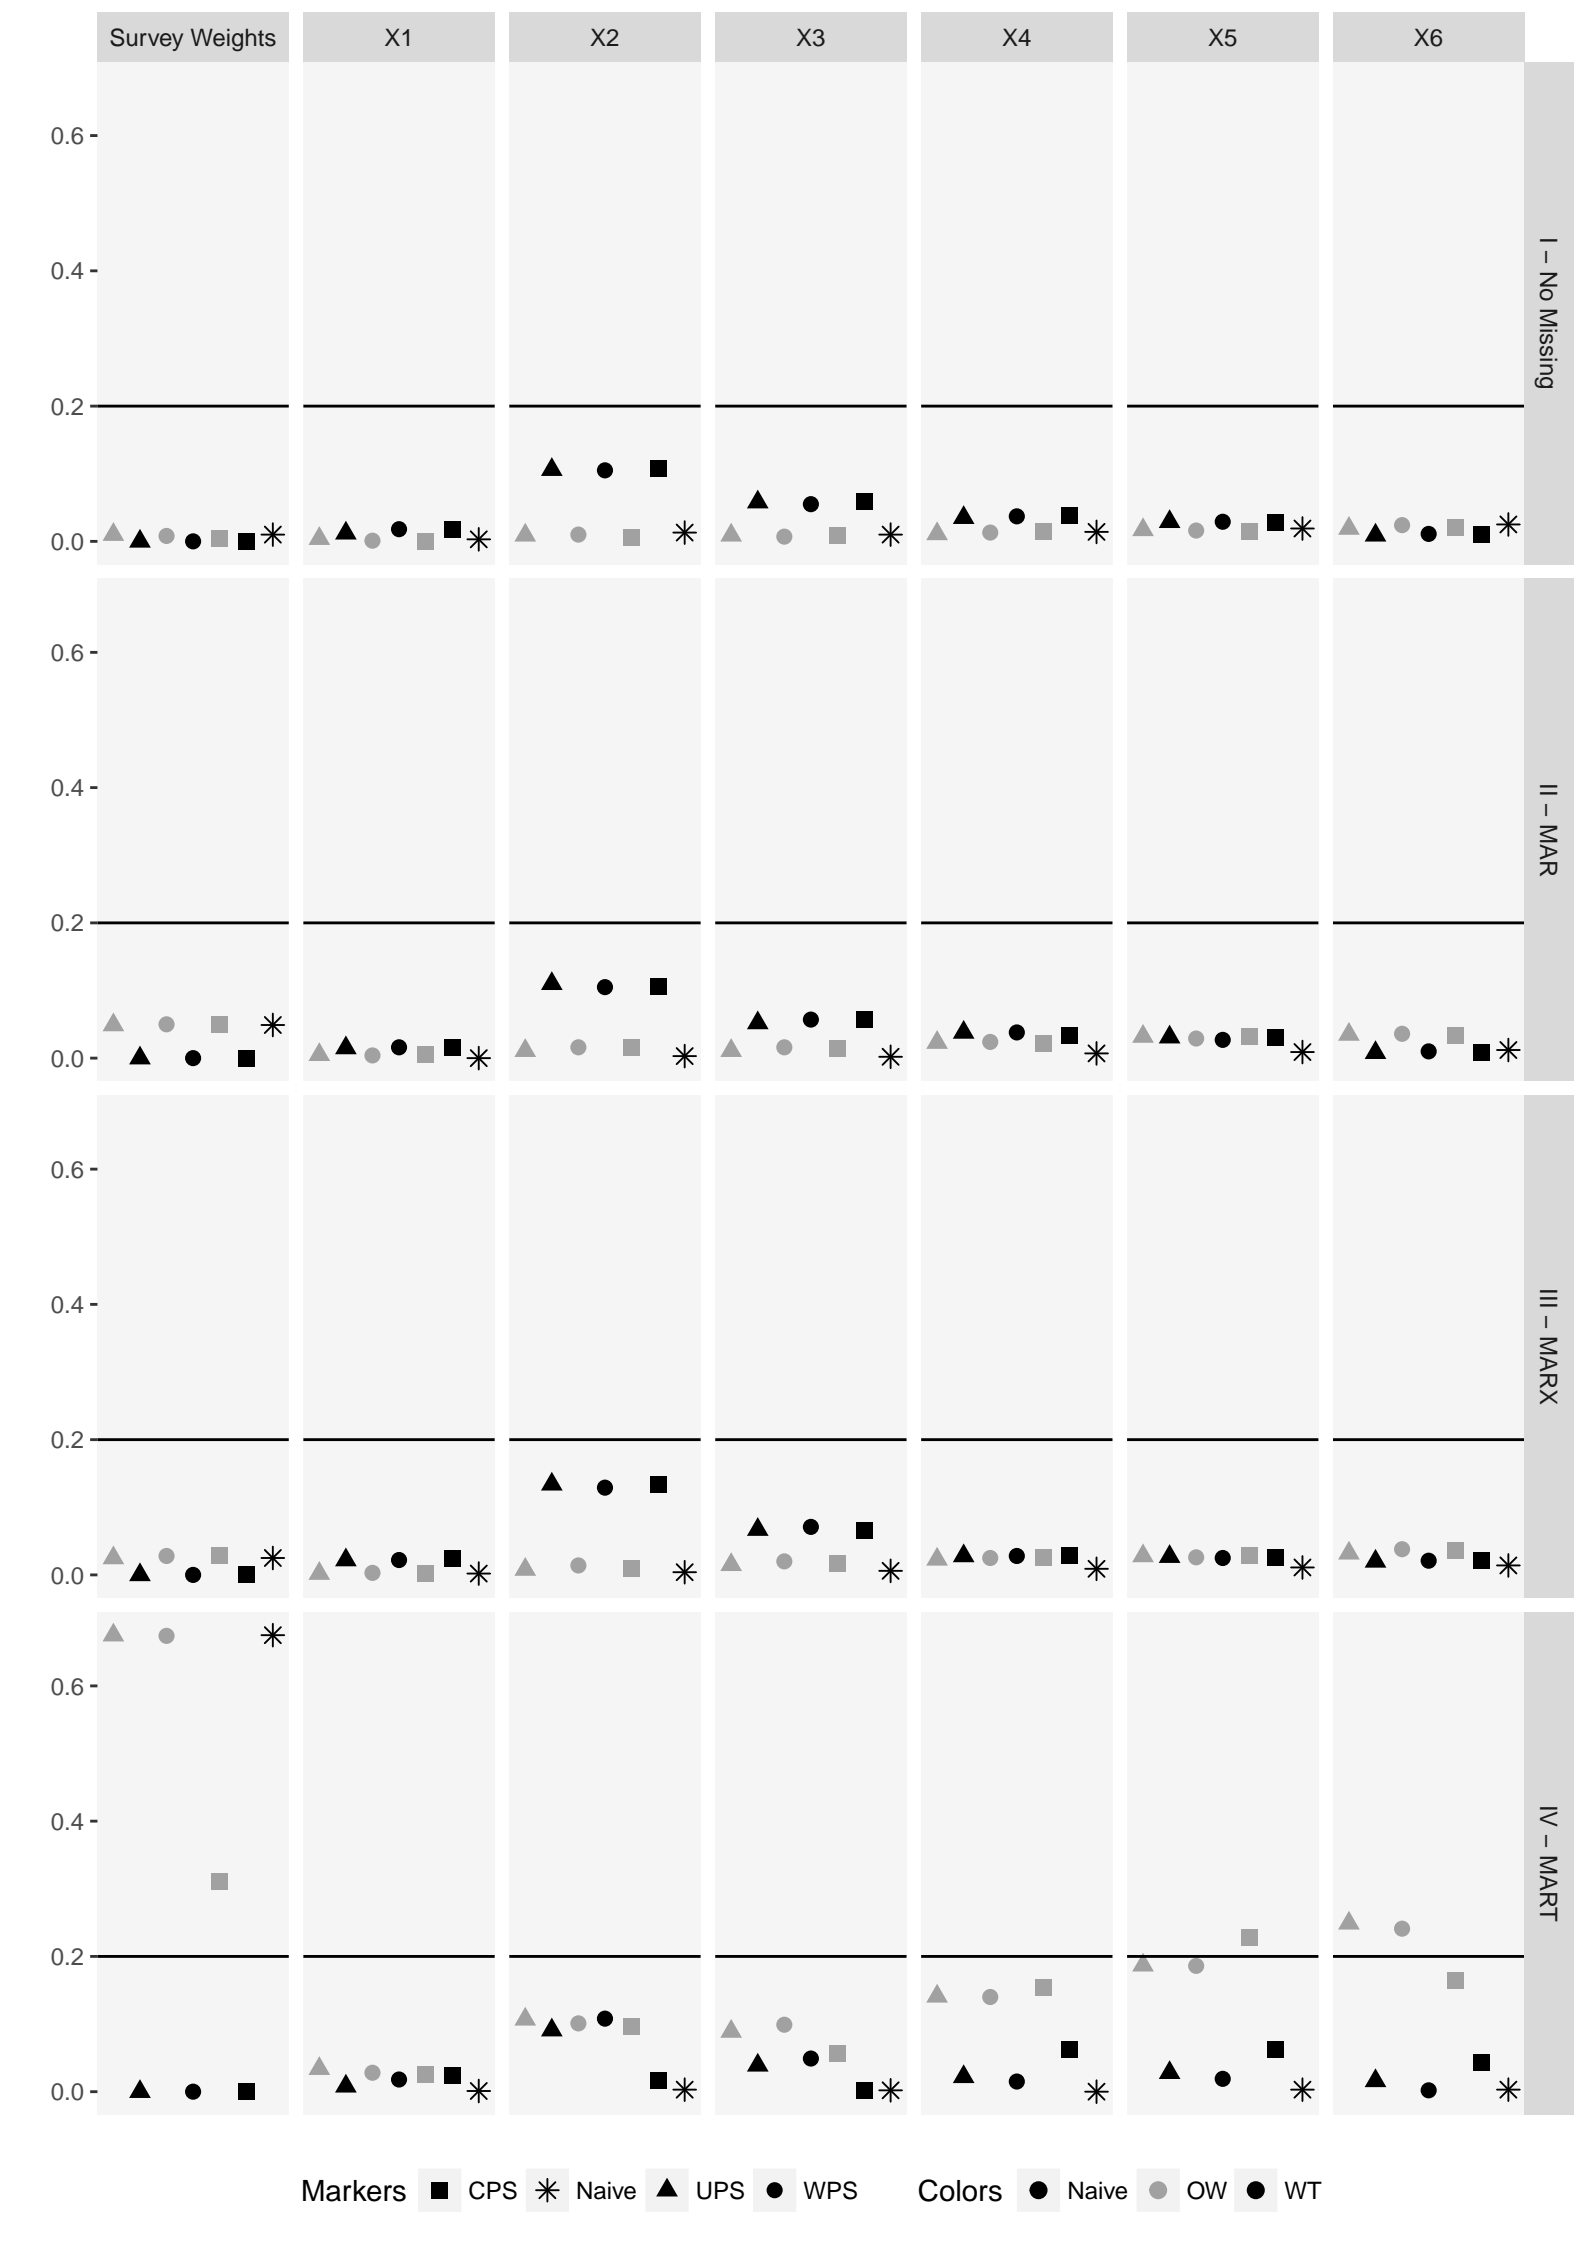 Survey Weights X1 X2 X3 X4 X5 X6
0.6
0.4
0.2
0.0
I – No Missing
0.6
0.4
0.2
0.0
II – MAR
0.6
0.4
0.2
0.0
III – MARX
0.6
0.4
0.2
0.0
IV – MART
Markers CPS Naive UPS WPS Colors Naive OW WT